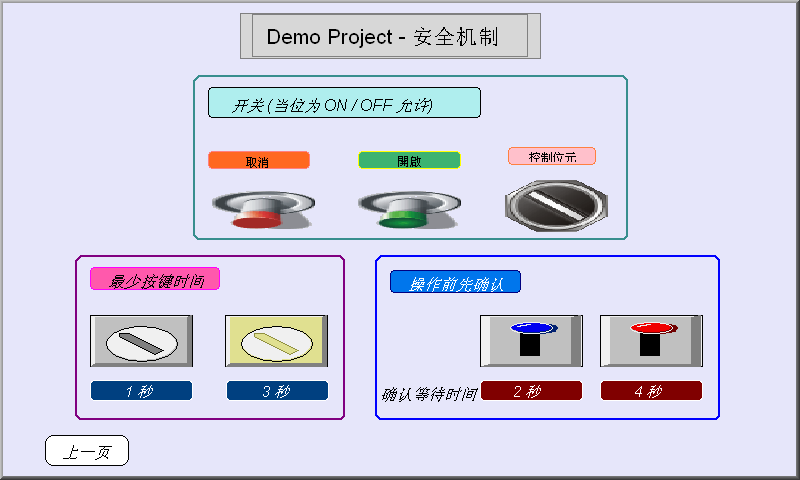 Demo Project - 安全机制
开关 (当位为 ON / OFF 允许)
取消
開啟
控制位元
最少按键时间
1 秒
3 秒
操作前先确认
确认等待时间
2 秒
4 秒
上一页